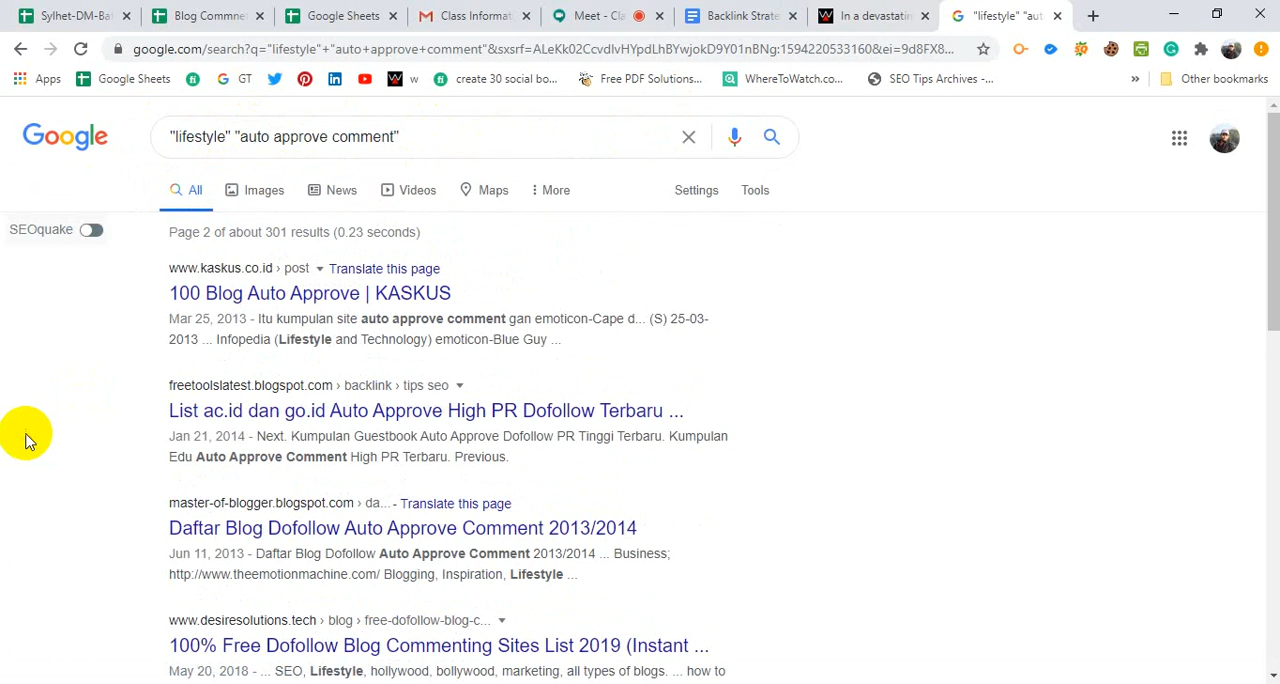 Sylhet-DM-Bat
Blog Commne
Google Sheets
Class Informat
Meet - Cla
Backlink Strate
In a devastatin
"lifestyle" "au
google.com/search?q="lifestyle"+"auto+approve+comment"&sxsrf=ALeKk02CcvdlvHYpdLhBYwjokD9Y01nBNg:1594220533160&ei=9d8FX8...
Apps
Google Sheets
GT
w
create 30 social bo...
Free PDF Solutions...
WhereToWatch.co...
SEO Tips Archives -...
»
Other bookmarks
Google
"lifestyle" "auto approve comment"
All
Images
News
Videos
Maps
More
Settings
Tools
SEOquake
Page 2 of about 301 results (0.23 seconds)
www.kaskus.co.id › post Translate this page
100 Blog Auto Approve | KASKUS
Mar 25, 2013 - Itu kumpulan site auto approve comment gan emoticon-Cape d... (S) 25-03-
2013 ... Infopedia (Lifestyle and Technology) emoticon-Blue Guy ...
freetoolslatest.blogspot.com › backlink › tips seo
List ac.id dan go.id Auto Approve High PR Dofollow Terbaru ...
Jan 21, 2014 - Next. Kumpulan Guestbook Auto Approve Dofollow PR Tinggi Terbaru. Kumpulan
Edu Auto Approve Comment High PR Terbaru. Previous.
master-of-blogger.blogspot.com › da... - Translate this page
Daftar Blog Dofollow Auto Approve Comment 2013/2014
Jun 11, 2013 - Daftar Blog Dofollow Auto Approve Comment 2013/2014 ... Business;
http://www.theemotionmachine.com/ Blogging, Inspiration, Lifestyle ...
www.desiresolutions.tech › blog › free-dofollow-blog-c...
100% Free Dofollow Blog Commenting Sites List 2019 (Instant ...
May 20, 2018 - ... SEO, Lifestyle, hollywood, bollywood, marketing, all types of blogs. ... how to